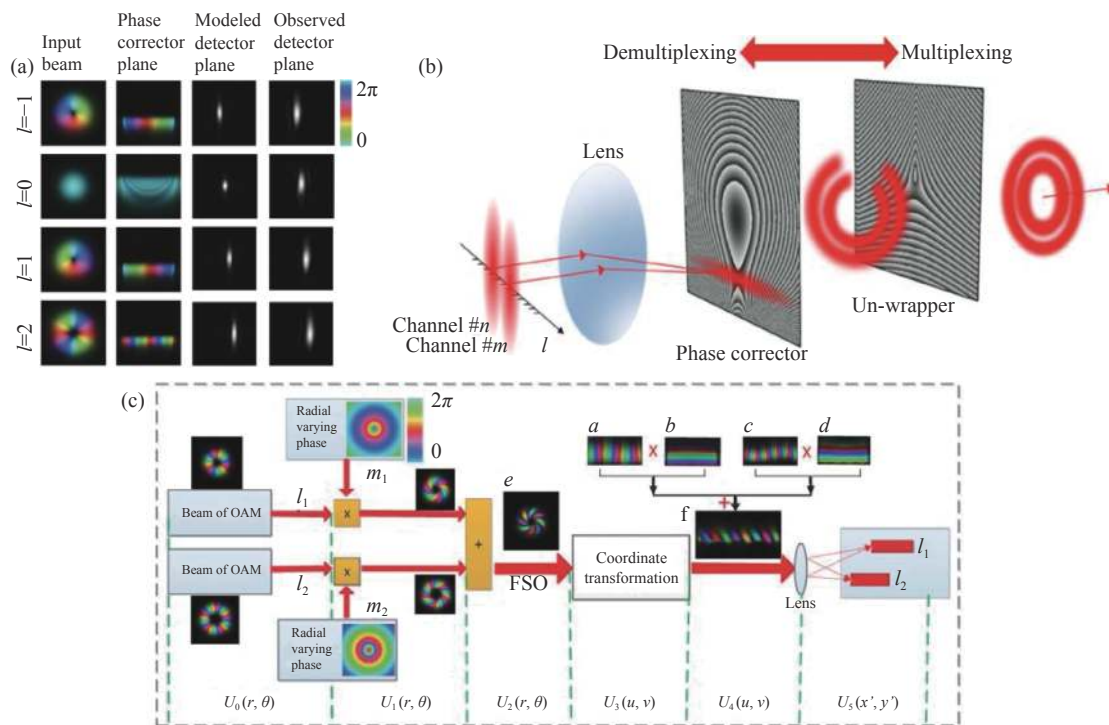 (a)
Input
beam
Phase
corrector
plane
Modeled
detector
plane
Observed
detector
plane
l=−1
2π
0
l=0
l=1
l=2
(b)
Demultiplexing
Multiplexing
Lens
Un-wrapper
Phase corrector
Channel #n
Channel #m
l
(c)
Radial
varying
phase
2π
0
m1
Beam of OAM
l1
x
Beam of OAM
l2
x
m2
Radial
varying
phase
+
e
FSO
Coordinate
transformation
a
b
c
d
X
X
+
f
Lens
l1
l2
U0(r, θ)
U1(r, θ)
U2(r, θ)
U3(u, v)
U4(u, v)
U5(x’, y’)